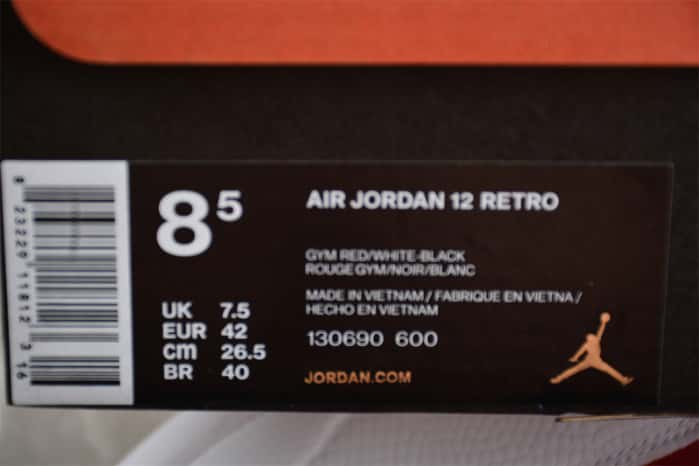 8⁵
UK 7.5
EUR 42
cm 26.5
BR 40
AIR JORDAN 12 RETRO
GYM RED/WHITE-BLACK
ROUGE GYM/NOIR/BLANC
MADE IN VIETNAM / FABRIQUE EN VIETNA /
HECHO EN VIETNAM
130690 600
JORDAN.COM